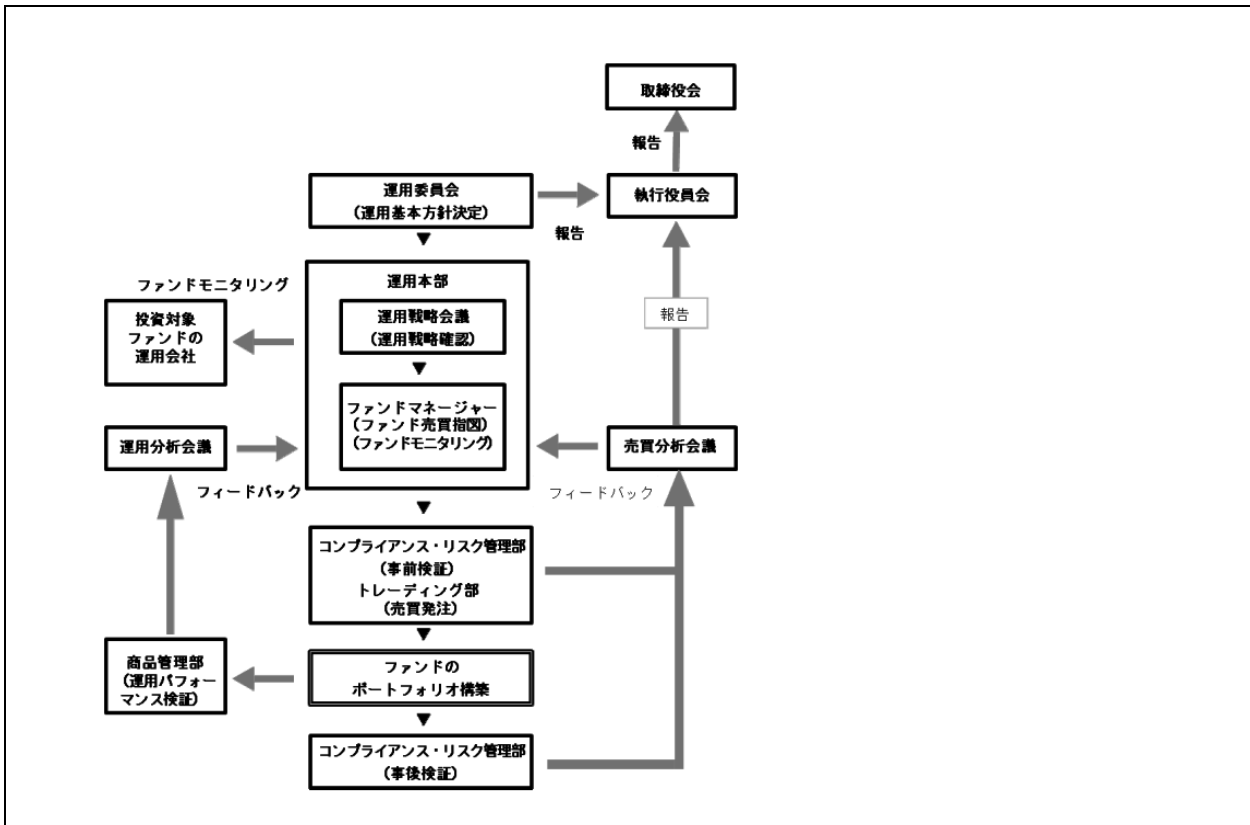 取締役会
報告
運用委員会
(運用基本方針決定)
執行役員会
報告
ファンドモニタリング
運用本部
投資対象
ファンドの
運用会社
運用戦略会議
(運用戦略確認)
報告
ファンドマネージャー
(ファンド売買指図)
(ファンドモニタリング)
運用分析会議
売買分析会議
フィードバック
フィードバック
コンプライアンス・リスク管理部
(事前検証)
トレーディング部
(売買発注)
商品管理部
(運用パフォー
マンス検証)
ファンドの
ポートフォリオ構築
コンプライアンス・リスク管理部
(事後検証)